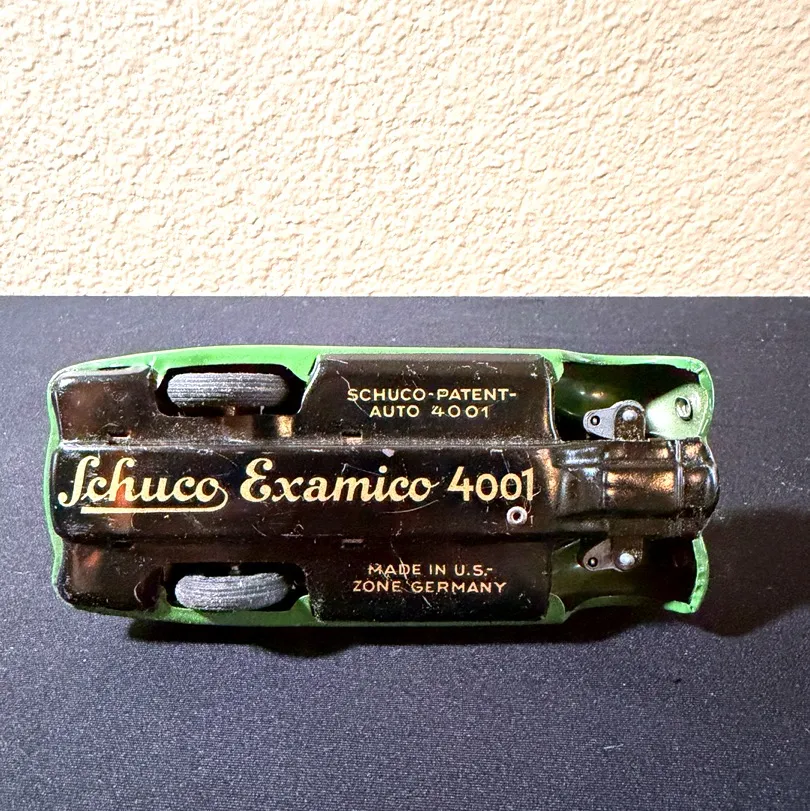 SCHUCO-PATENT-
AUTO 4001
Schuco Examico 4001
MADE IN U.S.-
ZONE GERMANY